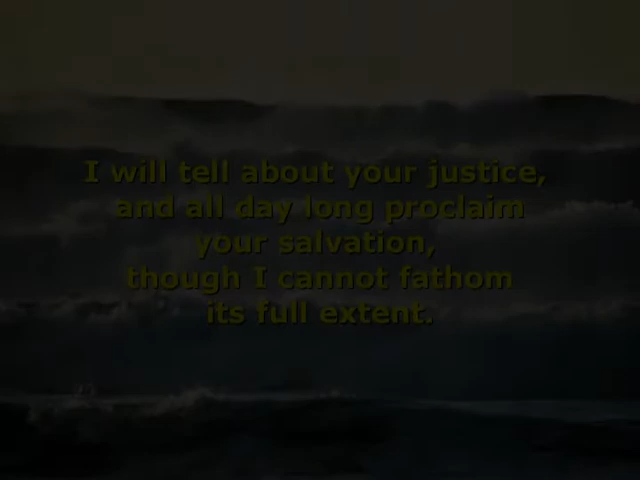 I will tell about your justice,
and all day long proclaim
your salvation,
though I cannot fathom
its full extent.